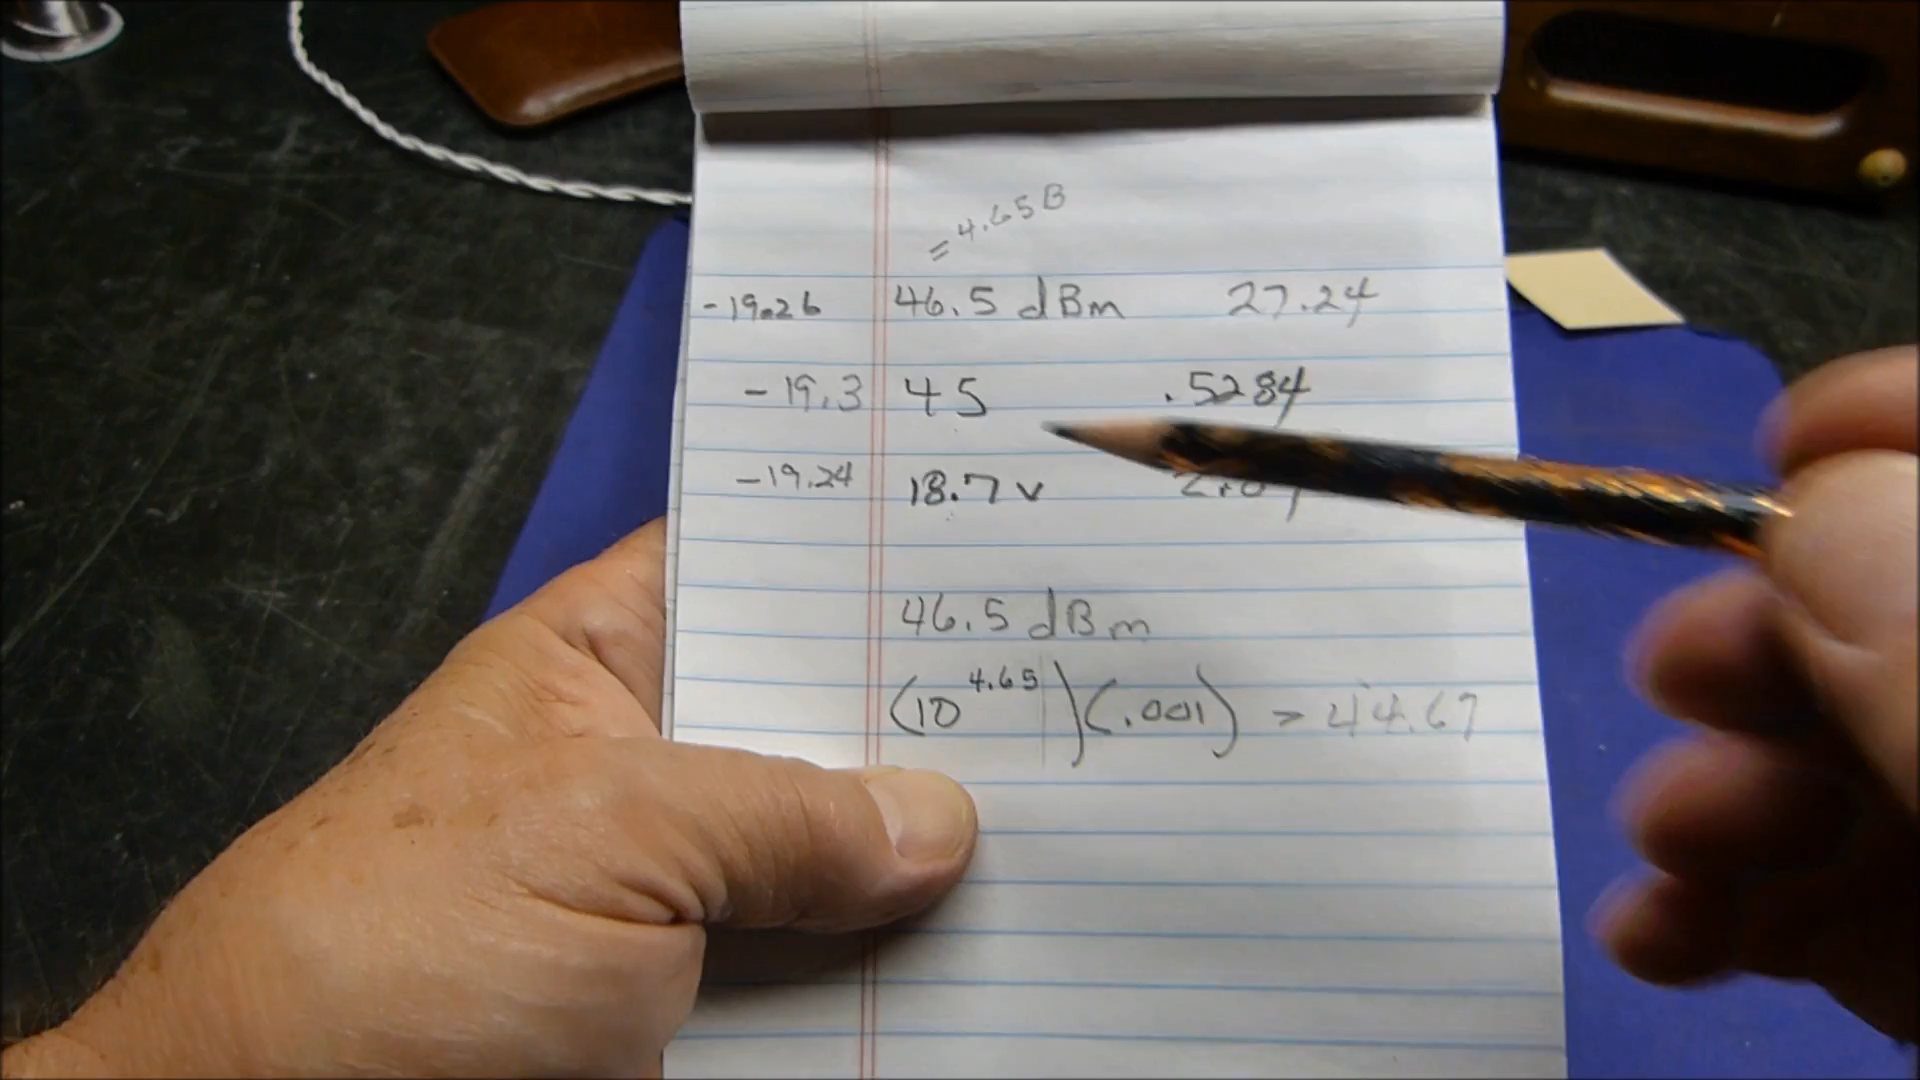 = 4.65 B
-19.26 46.5 dBm 27.24
-19.3 45 .5284
-19.24 18.7 v
46.5 dBm
(10^4.65)(.001) = 44.67